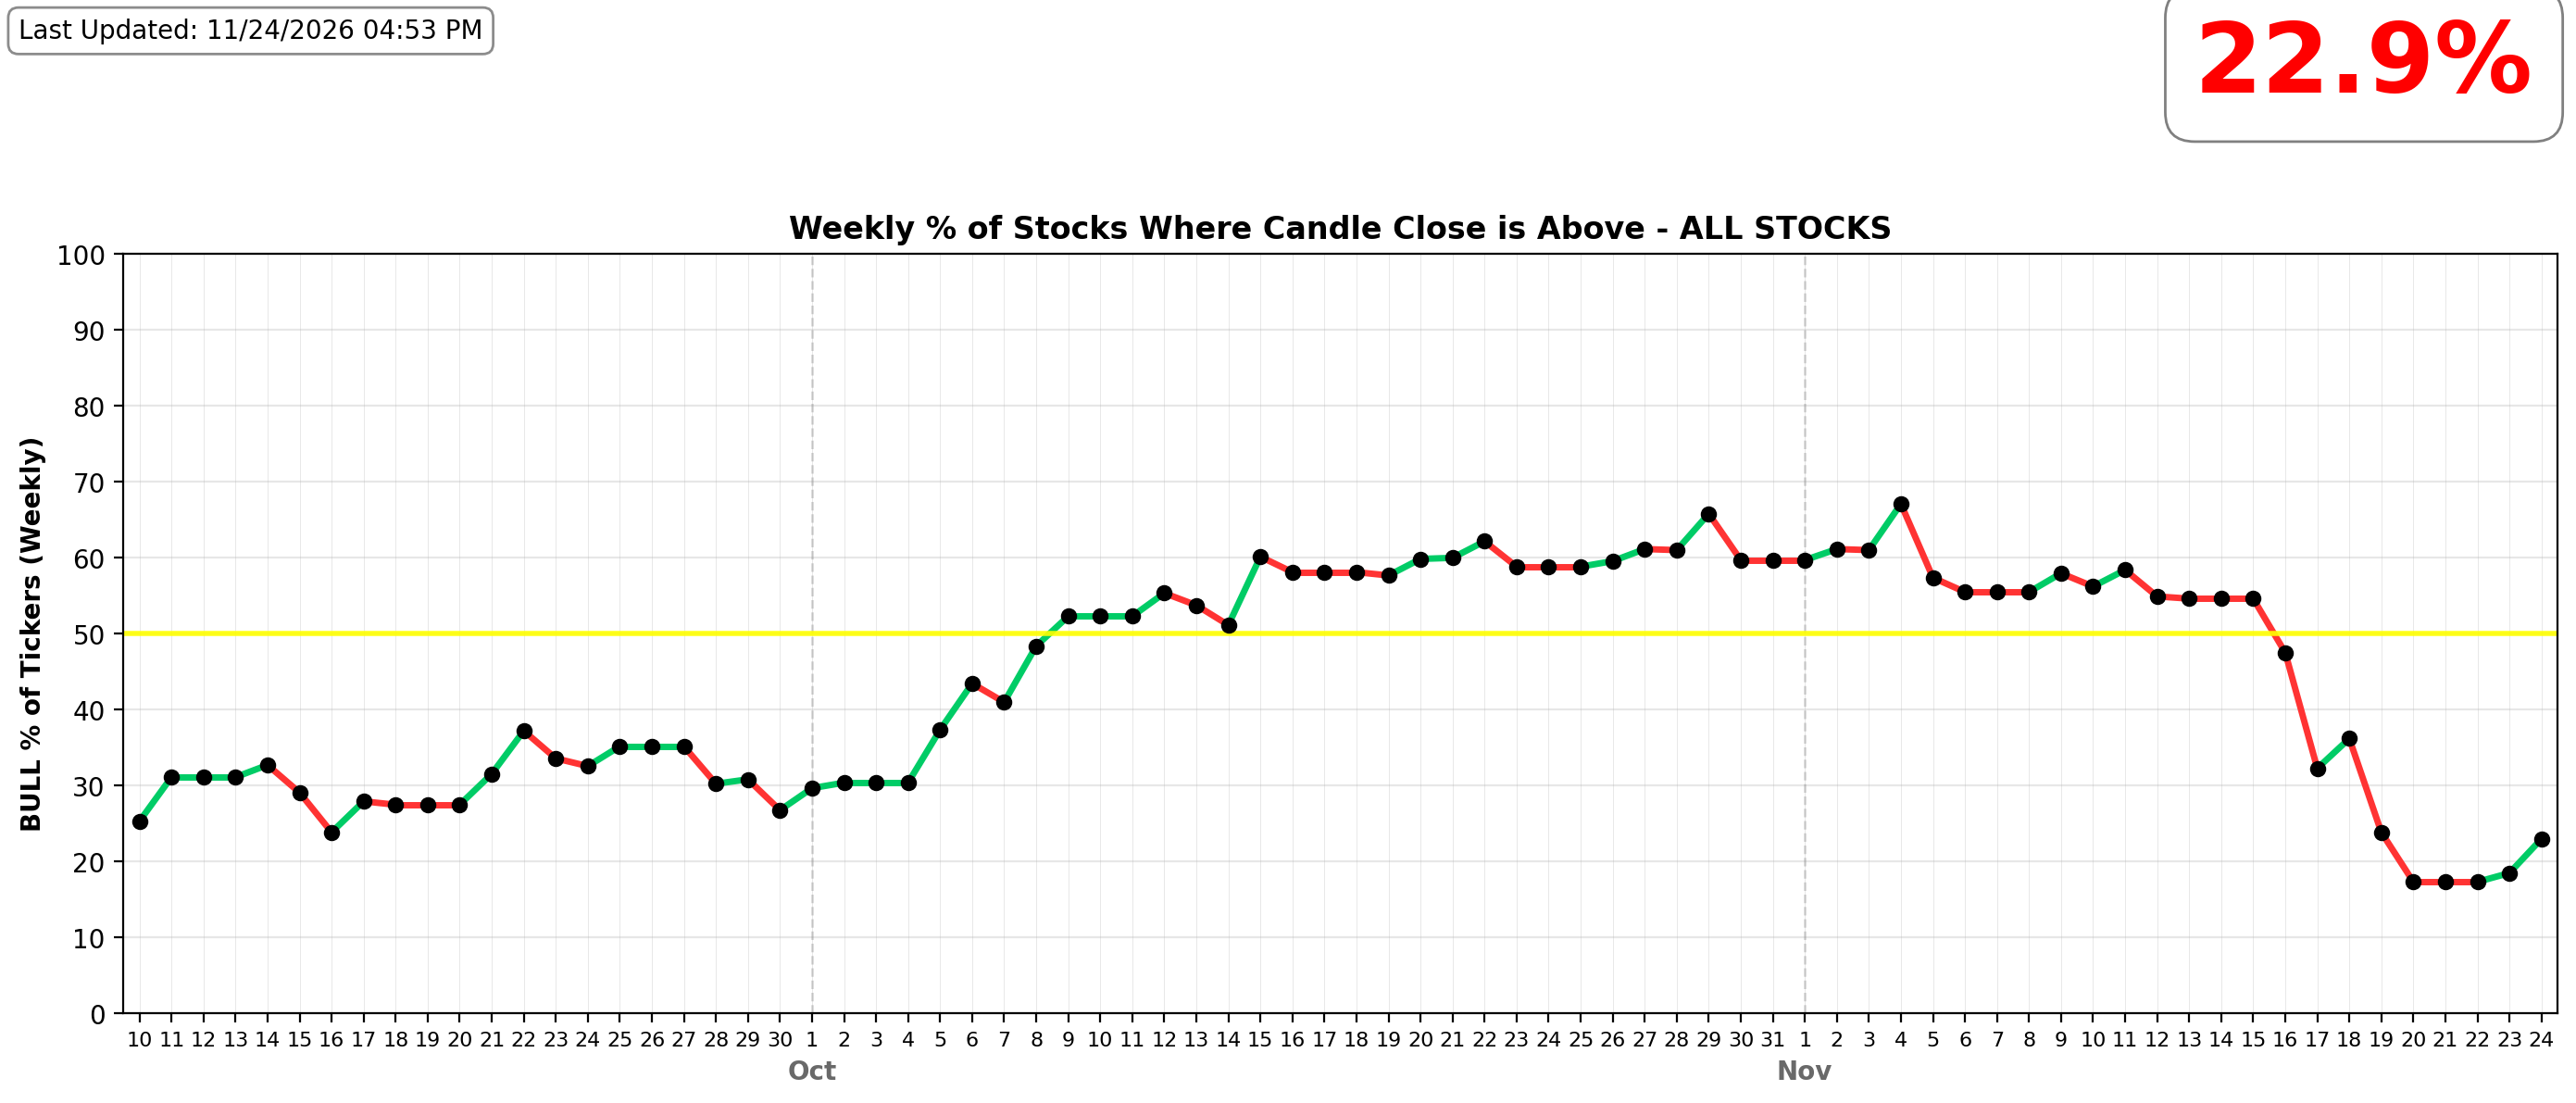 Last Updated: 11/24/2026 04:53 PM
22.9%
Weekly % of Stocks Where Candle Close is Above - ALL STOCKS
BULL % of Tickers (Weekly)
100
90
80
70
60
50
40
30
20
10
0
10 11 12 13 14 15 16 17 18 19 20 21 22 23 24 25 26 27 28 29 30 1 2 3 4 5 6 7 8 9 10 11 12 13 14 15 16 17 18 19 20 21 22 23 24 25 26 27 28 29 30 31 1 2 3 4 5 6 7 8 9 10 11 12 13 14 15 16 17 18 19 20 21 22 23 24
Oct Nov